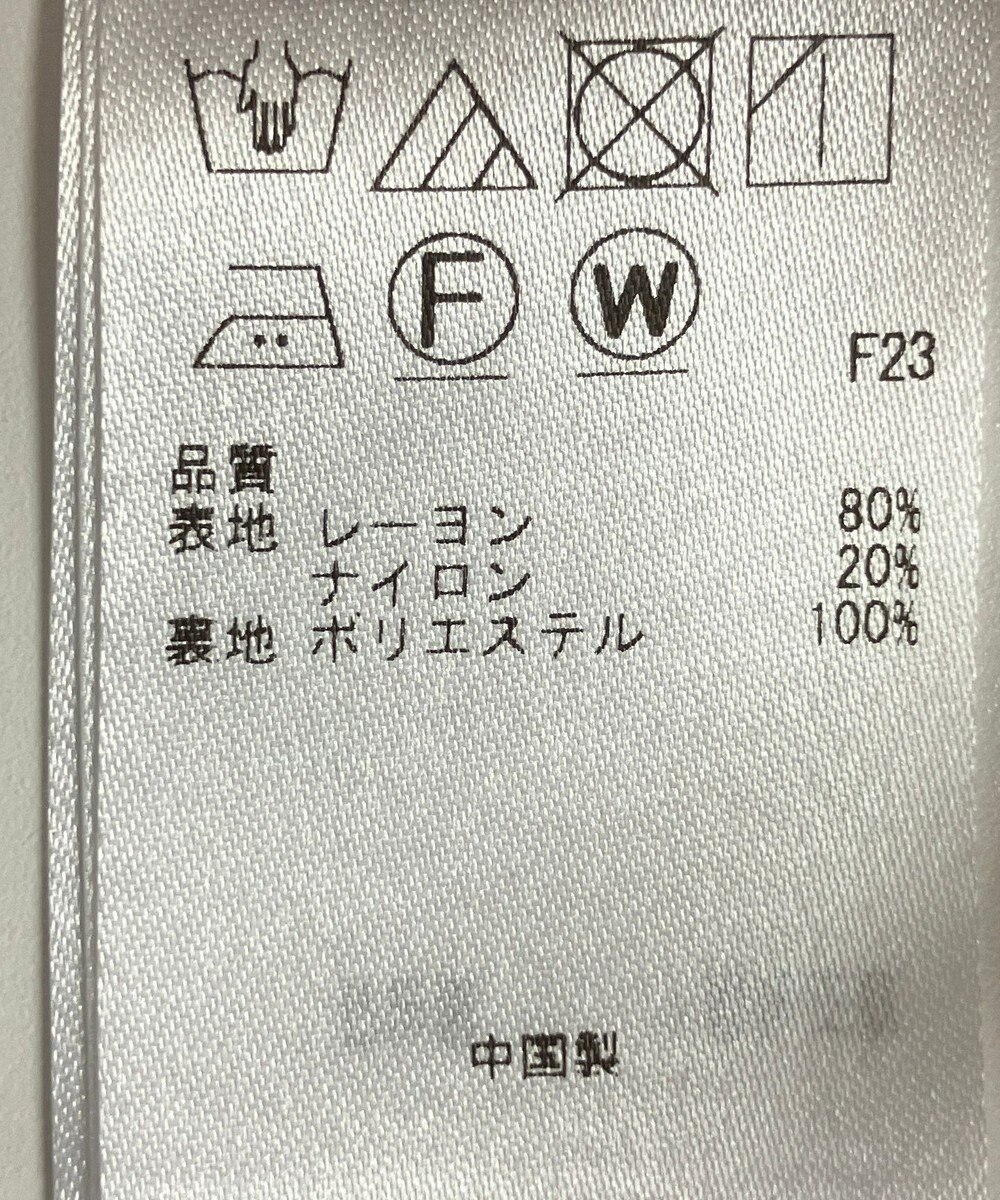 F
W
F23
品質
表地 レーヨン 80%
ナイロン 20%
裏地 ポリエステル 100%
中国製